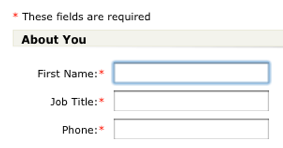 * These fields are required
About You
First Name:*
Job Title:*
Phone:*